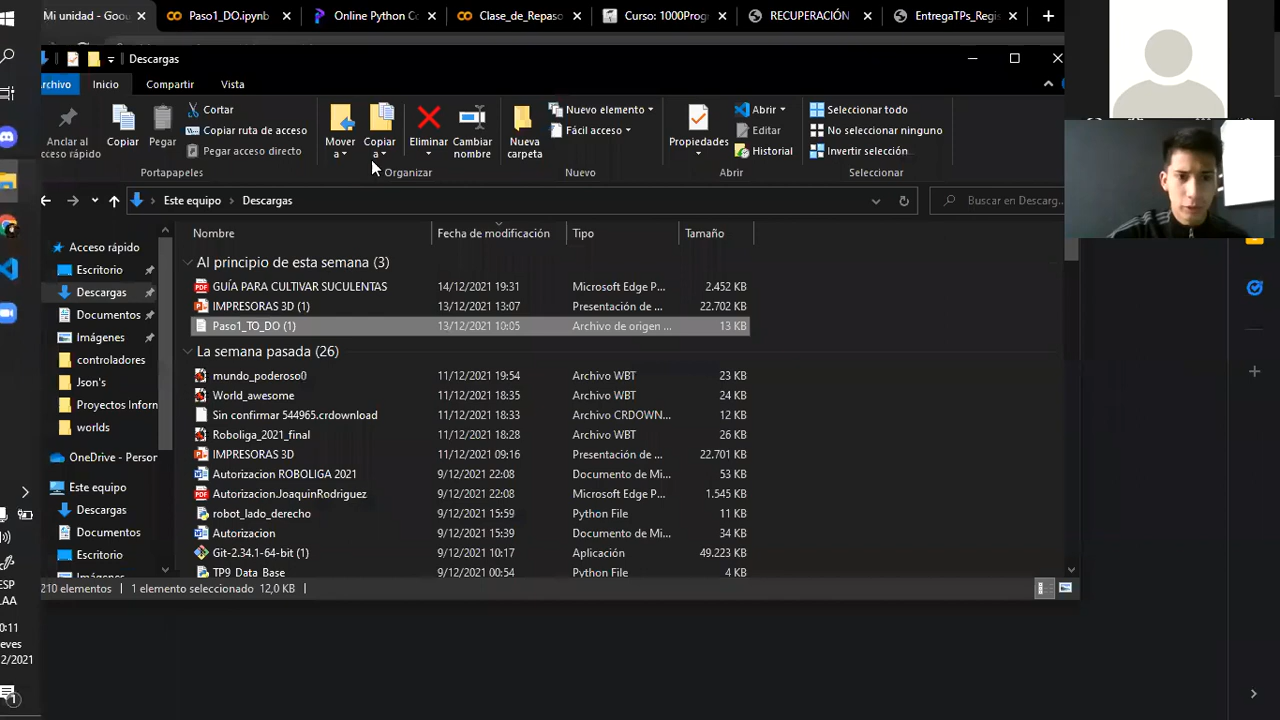 Mi unidad - Goo
Paso1_DO.ipynb
Online Python C
Clase_de_Repaso
Curso: 1000Prog
RECUPERACIÓN
EntregaTPs_Regi
Descargas
Archivo
Inicio
Compartir
Vista
Anclar al
acceso rápido
Copiar
Pegar
Cortar
Copiar ruta de acceso
Pegar acceso directo
Portapapeles
Mover
a
Copiar
a
Eliminar
Cambiar
nombre
Organizar
Nueva
carpeta
Nuevo elemento
Fácil acceso
Nuevo
Propiedades
Abrir
Editar
Historial
Abrir
Seleccionar todo
No seleccionar ninguno
Invertir selección
Seleccionar
Este equipo
Descargas
Buscar en Descarg...
Nombre
Fecha de modificación
Tipo
Tamaño
Acceso rápido
Escritorio
Descargas
Documentos
Imágenes
controladores
Json's
Proyectos Inform
worlds
OneDrive - Person
Este equipo
Descargas
Documentos
Escritorio
Imágenes
Al principio de esta semana (3)
GUÍA PARA CULTIVAR SUCULENTAS 14/12/2021 19:31 Microsoft Edge P... 2.452 KB
IMPRESORAS 3D (1) 13/12/2021 13:07 Presentación de ... 22.702 KB
Paso1_TO_DO (1) 13/12/2021 10:05 Archivo de origen ... 13 KB
La semana pasada (26)
mundo_poderoso0 11/12/2021 19:54 Archivo WBT 23 KB
World_awesome 11/12/2021 18:35 Archivo WBT 24 KB
Sin confirmar 544965.crdownload 11/12/2021 18:33 Archivo CRDOWN... 12 KB
Roboliga_2021_final 11/12/2021 18:28 Archivo WBT 26 KB
IMPRESORAS 3D 11/12/2021 09:16 Presentación de ... 22.701 KB
Autorizacion ROBOLIGA 2021 9/12/2021 22:08 Documento de Mi... 53 KB
AutorizacionJoaquinRodriguez 9/12/2021 22:08 Microsoft Edge P... 1.545 KB
robot_lado_derecho 9/12/2021 15:59 Python File 11 KB
Autorizacion 9/12/2021 15:39 Documento de Mi... 34 KB
Git-2.34.1-64-bit (1) 9/12/2021 10:17 Aplicación 49.223 KB
TP9_Data_Base 9/12/2021 00:54 Python File 4 KB
210 elementos 1 elemento seleccionado 12,0 KB
ESP
LAA
0:11
eves
2/2021
1